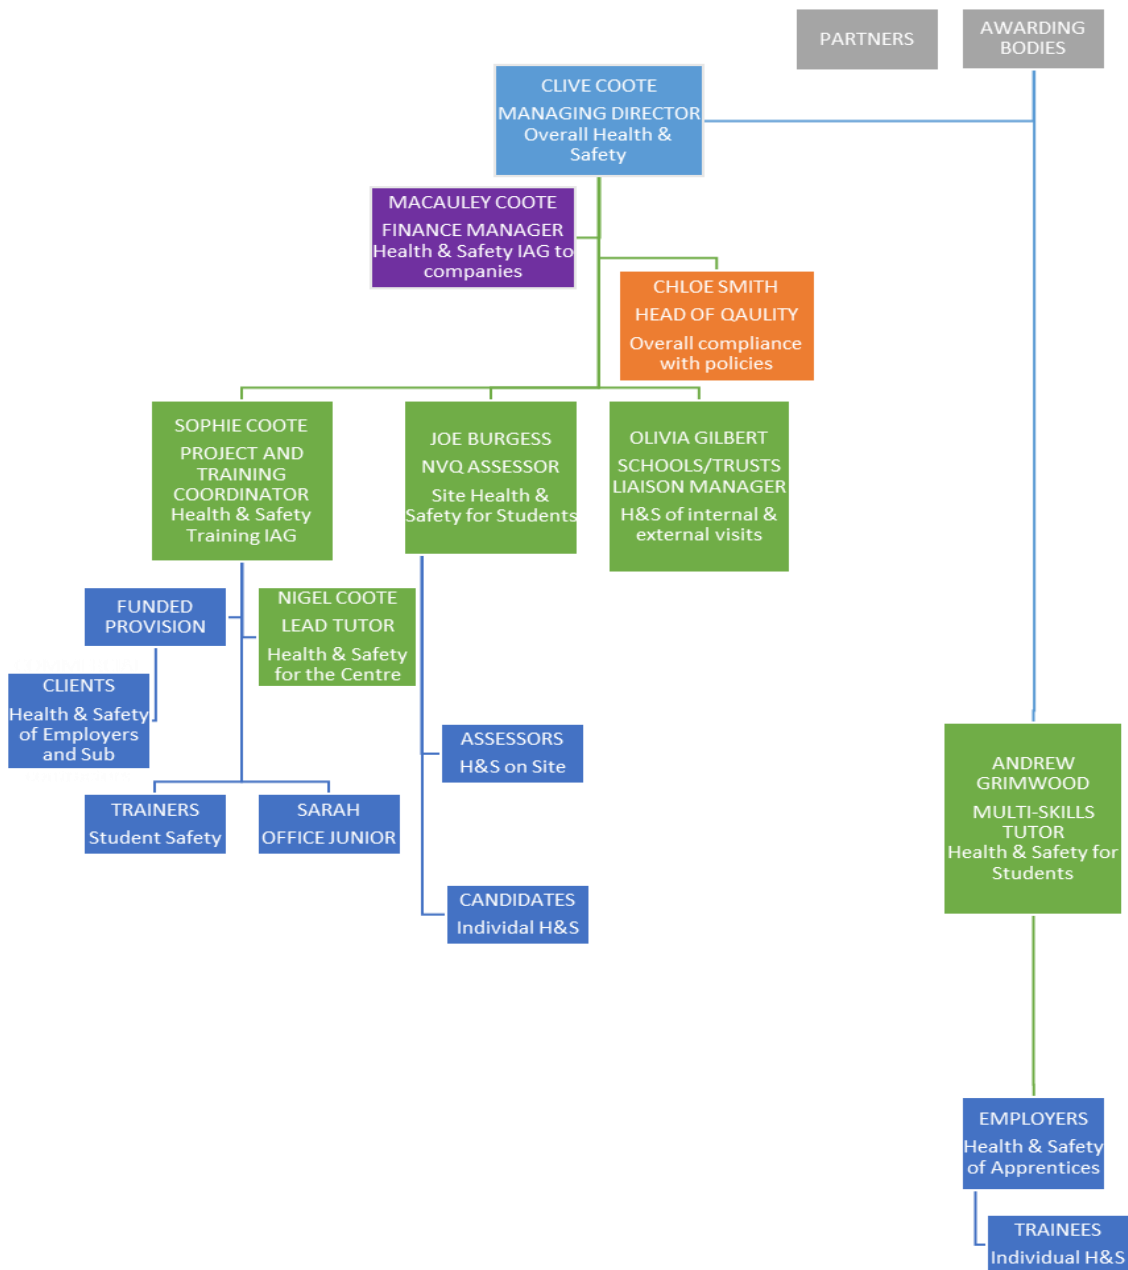 PARTNERS
AWARDING
BODIES
CLIVE COOTE
MANAGING DIRECTOR
Overall Health &
Safety
MACAULEY COOTE
FINANCE MANAGER
Health & Safety IAG to
companies
CHLOE SMITH
HEAD OF QAULITY
Overall compliance
with policies
SOPHIE COOTE
PROJECT AND
TRAINING
COORDINATOR
Health & Safety
Training IAG
JOE BURGESS
NVQ ASSESSOR
Site Health &
Safety for Students
OLIVIA GILBERT
SCHOOLS/TRUSTS
LIAISON MANAGER
H&S of internal &
external visits
FUNDED
PROVISION
NIGEL COOTE
LEAD TUTOR
Health & Safety
for the Centre
CLIENTS
Health & Safety
of Employers
and Sub
ASSESSORS
H&S on Site
ANDREW
GRIMWOOD
MULTI-SKILLS
TUTOR
Health & Safety for
Students
TRAINERS
Student Safety
SARAH
OFFICE JUNIOR
CANDIDATES
Individal H&S
EMPLOYERS
Health & Safety
of Apprentices
TRAINEES
Individual H&S